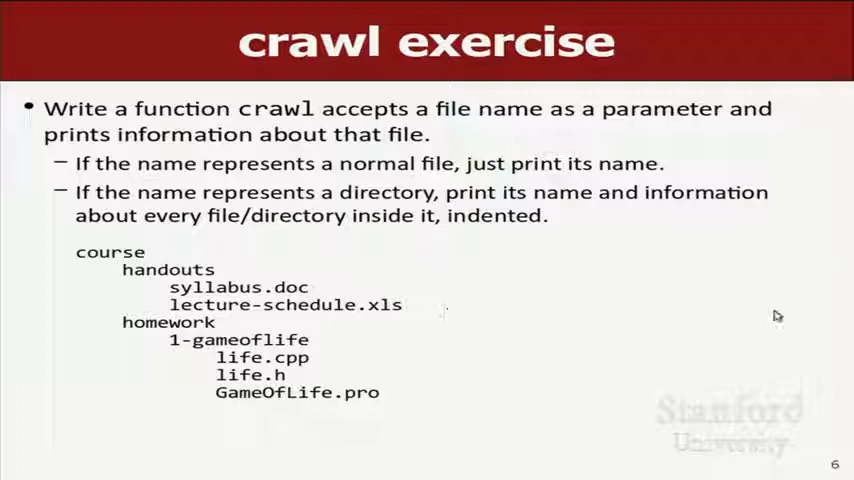 crawl exercise
• Write a function crawl accepts a file name as a parameter and
prints information about that file.
– If the name represents a normal file, just print its name.
– If the name represents a directory, print its name and information
about every file/directory inside it, indented.
course
handouts
syllabus.doc
lecture-schedule.xls
homework
1-gameoflife
life.cpp
life.h
GameOfLife.pro
Stanford
University
6